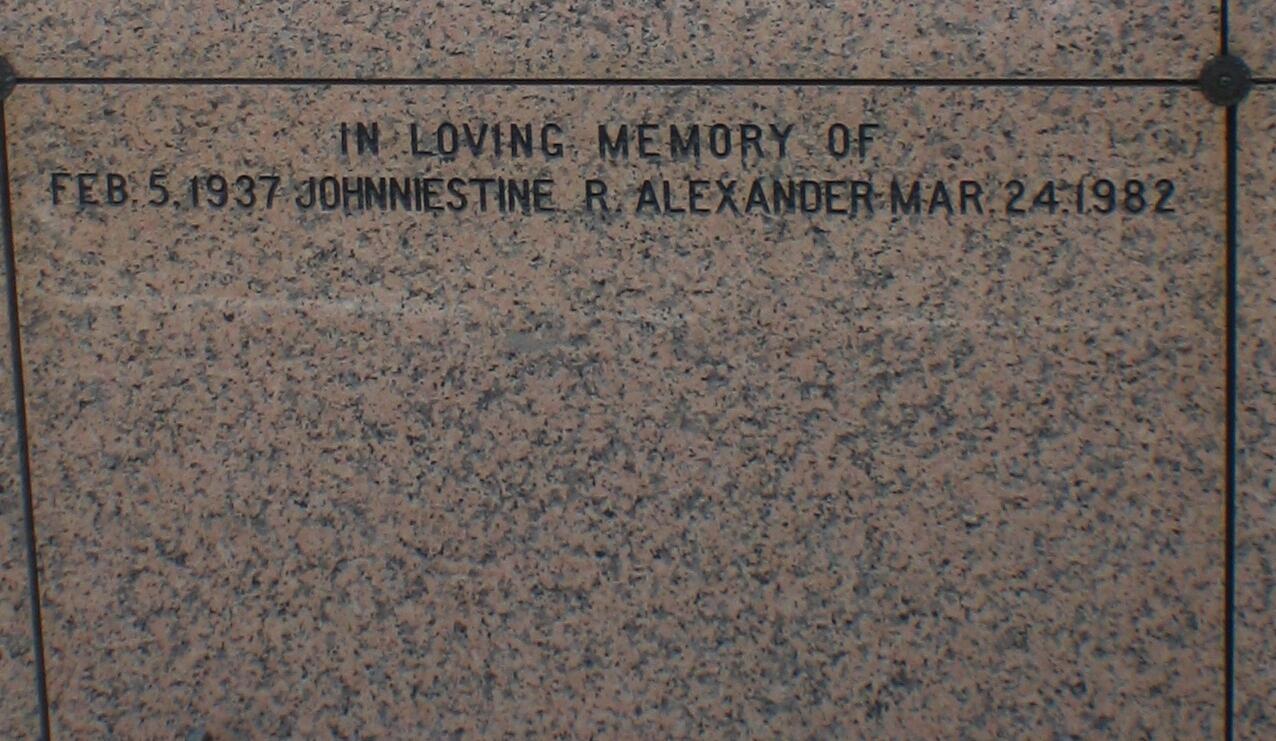 IN LOVING MEMORY OF
FEB. 5, 1937 JOHNNIESTINE R. ALEXANDER MAR. 24, 1982